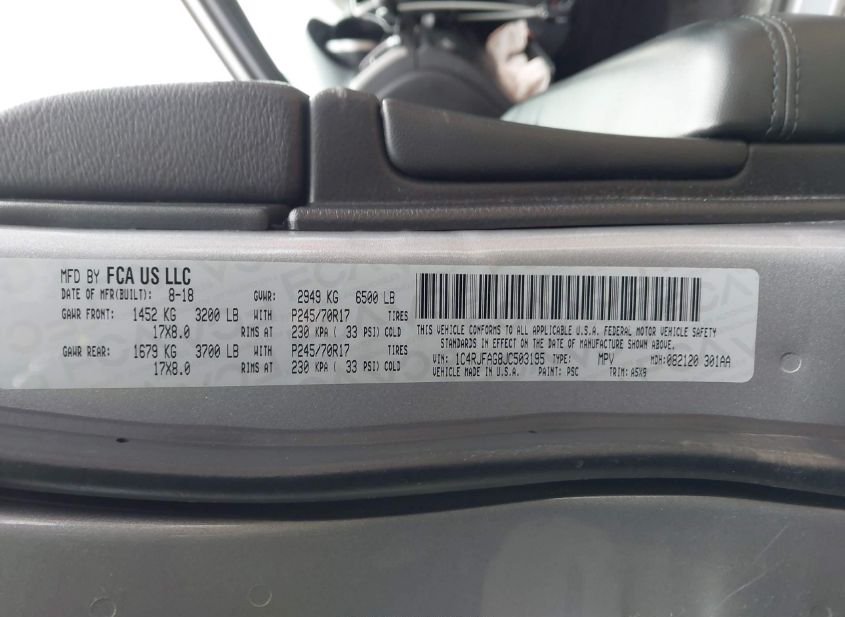 MFD BY FCA US LLC
DATE OF MFR(BUILT): 8-18 GVWR: 2949 KG 6500 LB
GAWR FRONT: 1452 KG 3200 LB WITH P245/70R17 TIRES
17X8.0 RIMS AT 230 KPA ( 33 PSI) COLD
GAWR REAR: 1679 KG 3700 LB WITH P245/70R17 TIRES
17X8.0 RIMS AT 230 KPA ( 33 PSI) COLD
THIS VEHICLE CONFORMS TO ALL APPLICABLE U.S.A. FEDERAL MOTOR VEHICLE SAFETY
STANDARDS IN EFFECT ON THE DATE OF MANUFACTURE SHOWN ABOVE.
VIN: 1C4RJFAG8JC503195 TYPE: MPV MDH:082120 301AA
VEHICLE MADE IN U.S.A. PAINT: PSC TRIM: A5X9